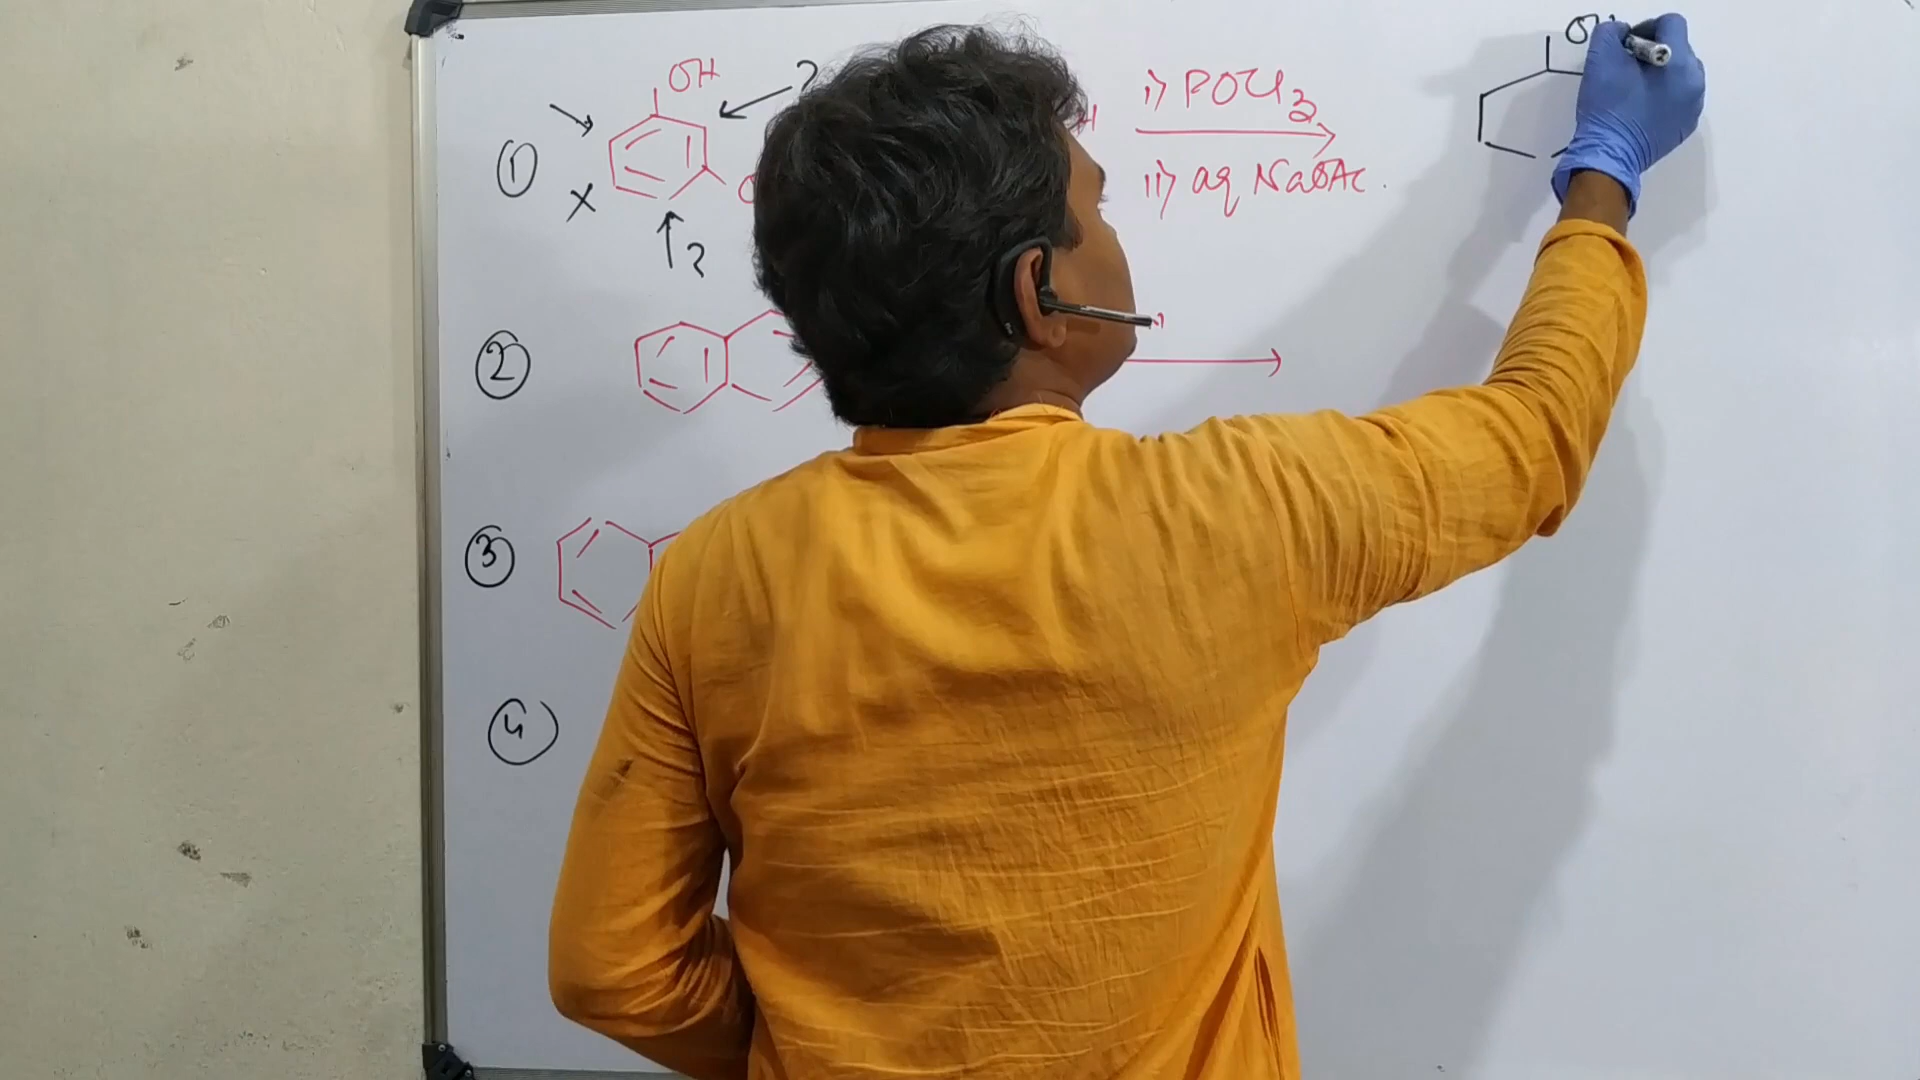 OH
?
①
X
?
i) POCl3
ii) aq NaOAc.
②
③
④